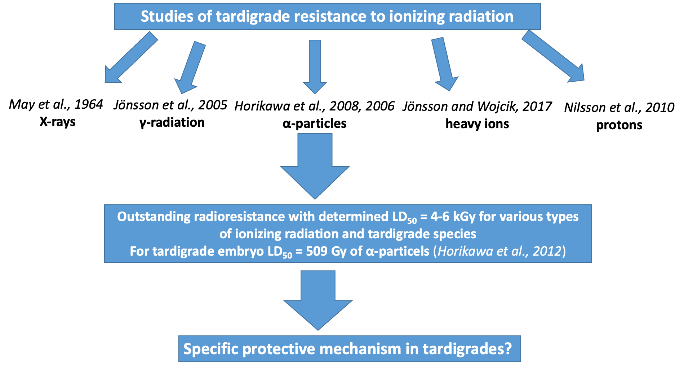 Studies of tardigrade resistance to ionizing radiation
May et al., 1964
X-rays
Jönsson et al., 2005
γ-radiation
Horikawa et al., 2008, 2006
α-particles
Jönsson and Wojcik, 2017
heavy ions
Nilsson et al., 2010
protons
Outstanding radioresistance with determined LD₅₀ = 4-6 kGy for various types
of ionizing radiation and tardigrade species
For tardigrade embryo LD₅₀ = 509 Gy of α-particels (Horikawa et al., 2012)
Specific protective mechanism in tardigrades?